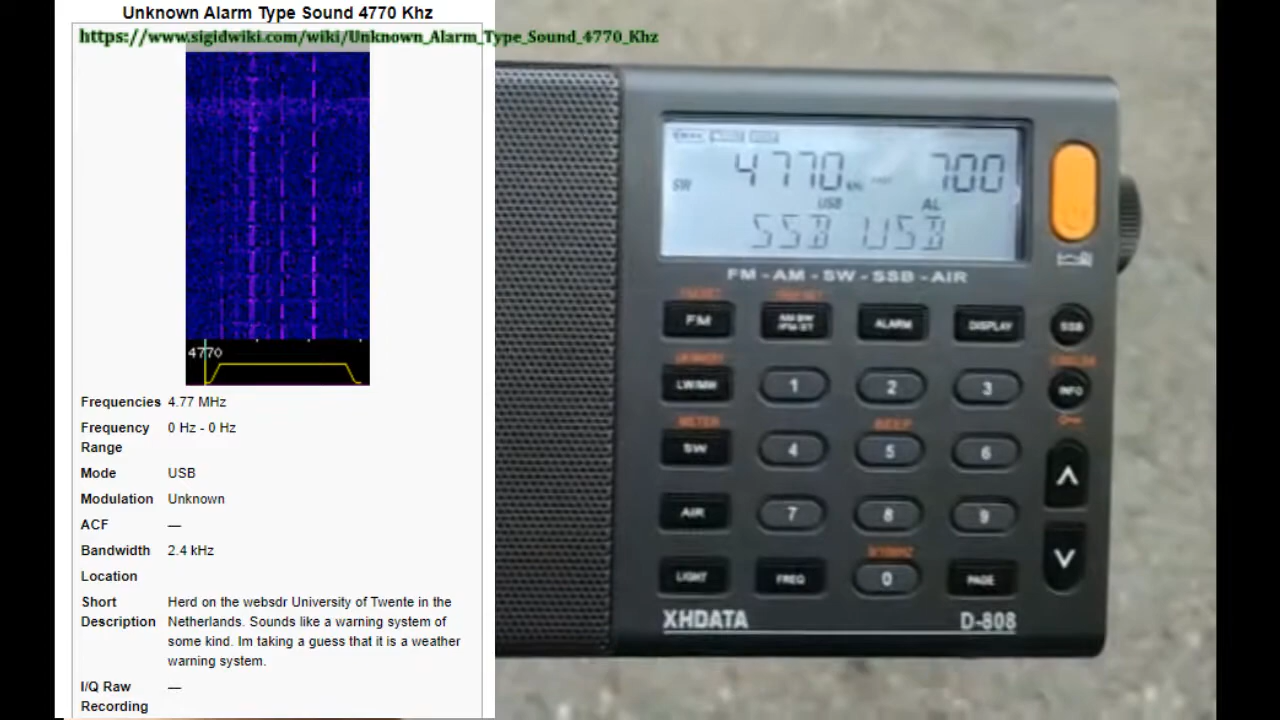 Unknown Alarm Type Sound 4770 Khz
https://www.sigidwiki.com/wiki/Unknown_Alarm_Type_Sound_4770_Khz
4770
Frequencies 4.77 MHz
Frequency Range 0 Hz - 0 Hz
Mode USB
Modulation Unknown
ACF —
Bandwidth 2.4 kHz
Location
Short Description Herd on the websdr University of Twente in the
Netherlands. Sounds like a warning system of
some kind. Im taking a guess that it is a weather
warning system.
I/Q Raw Recording —
SW 4770 700
USB AL
SSB USB
FM - AM - SW - SSB - AIR
FM ALARM DISPLAY SSB
LW/MW 1 2 3 INFO
METER BEEP
SW 4 5 6
AIR 7 8 9
LIGHT FREQ 0 PAGE
XHDATA D-808